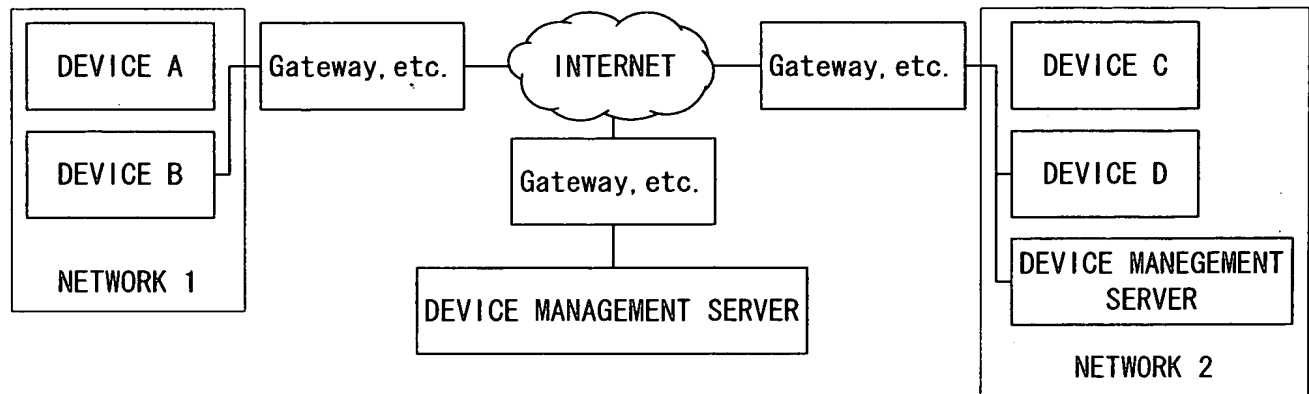 DEVICE A
DEVICE B
NETWORK 1
Gateway, etc.
INTERNET
Gateway, etc.
DEVICE MANAGEMENT SERVER
Gateway, etc.
DEVICE C
DEVICE D
DEVICE MANEGEMENT
SERVER
NETWORK 2